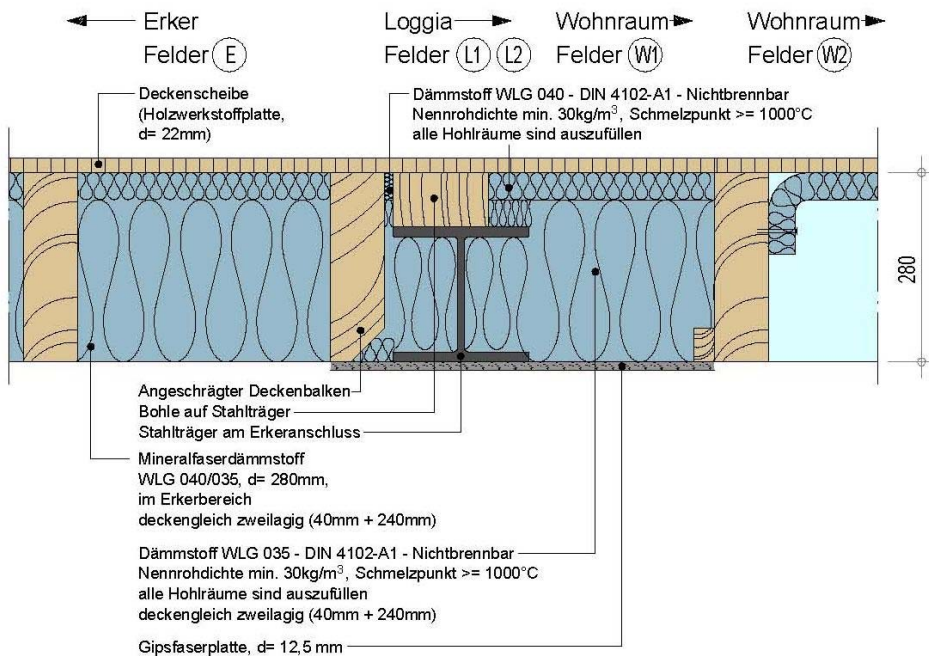 Erker
Felder E
Loggia
Felder L1 L2
Wohnraum
Felder W1
Wohnraum
Felder W2
Deckenscheibe
(Holzwerkstoffplatte,
d= 22mm)
Dämmstoff WLG 040 - DIN 4102-A1 - Nichtbrennbar
Nennrohdichte min. 30kg/m³, Schmelzpunkt >= 1000°C
alle Hohlräume sind auszufüllen
280
Angeschrägter Deckenbalken
Bohle auf Stahlträger
Stahlträger am Erkeranschluss
Mineralfaserdämmstoff
WLG 040/035, d= 280mm,
im Erkerbereich
deckengleich zweilagig (40mm + 240mm)
Dämmstoff WLG 035 - DIN 4102-A1 - Nichtbrennbar
Nennrohdichte min. 30kg/m³, Schmelzpunkt >= 1000°C
alle Hohlräume sind auszufüllen
deckengleich zweilagig (40mm + 240mm)
Gipsfaserplatte, d= 12,5 mm